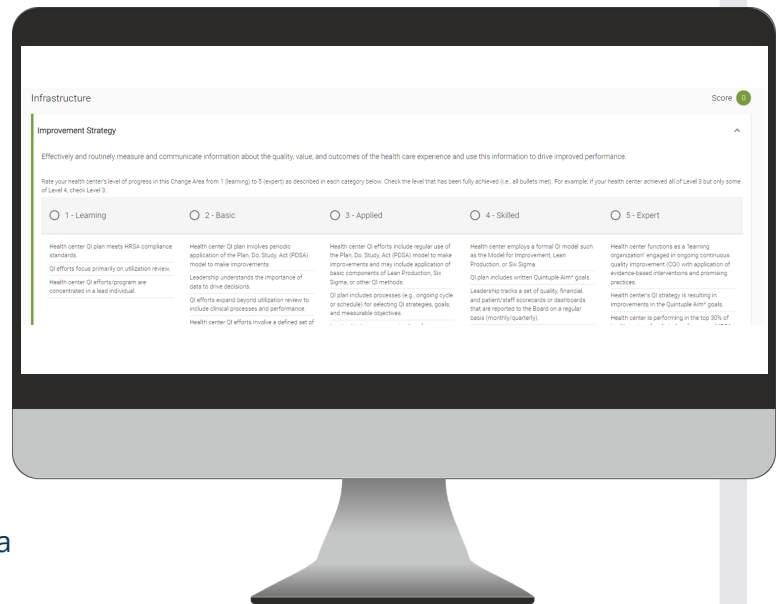 Infrastructure
Score 0
Improvement Strategy
Effectively and routinely measure and communicate information about the quality, value, and outcomes of the health care experience and use this information to drive improved performance.
Rate your health center's level of progress in this Change Area from 1 (learning) to 5 (expert) as described in each category below. Check the level that has been fully achieved (i.e., all bullets met). For example, if your health center achieved all of Level 3 but only some
of Level 4, check Level 3.
1 - Learning
Health center QI plan meets HRSA compliance
standards.
QI efforts focus primarily on utilization review.
Health center QI efforts/program are
concentrated in a lead individual.
2 - Basic
Health center QI plan involves periodic
application of the Plan, Do, Study, Act (PDSA)
model to make improvements.
Leadership understands the importance of
data to drive decisions.
QI efforts expand beyond utilization review to
include clinical processes and performance.
Health center QI efforts involve a defined set of
3 - Applied
Health center QI efforts include regular use of
the Plan, Do, Study, Act (PDSA) model to make
improvements and may include application of
basic components of Lean Production, Six
Sigma, or other QI methods.
QI plan includes processes (e.g., ongoing cycle
or schedule) for selecting QI strategies, goals,
and measurable objectives.
4 - Skilled
Health center employs a formal QI model such
as the Model for Improvement, Lean
Production, or Six Sigma.
QI plan includes written Quintuple Aim* goals.
Leadership tracks a set of quality, financial,
and patient/staff scorecards or dashboards
that are reported to the Board on a regular
basis (monthly/quarterly).
5 - Expert
Health center functions as a "learning
organization" engaged in ongoing continuous
quality improvement (CQI) with application of
evidence-based interventions and promising
practices.
Health center's QI strategy is resulting in
improvements in the Quintuple Aim* goals.
Health center is performing in the top 30% of
a